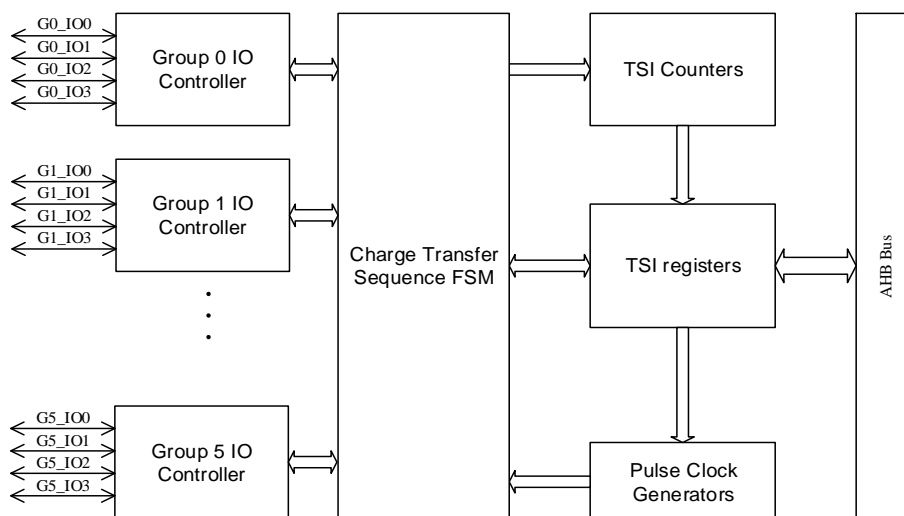 G0_IO0
G0_IO1
G0_IO2
G0_IO3
Group 0 IO
Controller
G1_IO0
G1_IO1
G1_IO2
G1_IO3
Group 1 IO
Controller
G5_IO0
G5_IO1
G5_IO2
G5_IO3
Group 5 IO
Controller
Charge Transfer
Sequence FSM
TSI Counters
TSI registers
Pulse Clock
Generators
AHB Bus